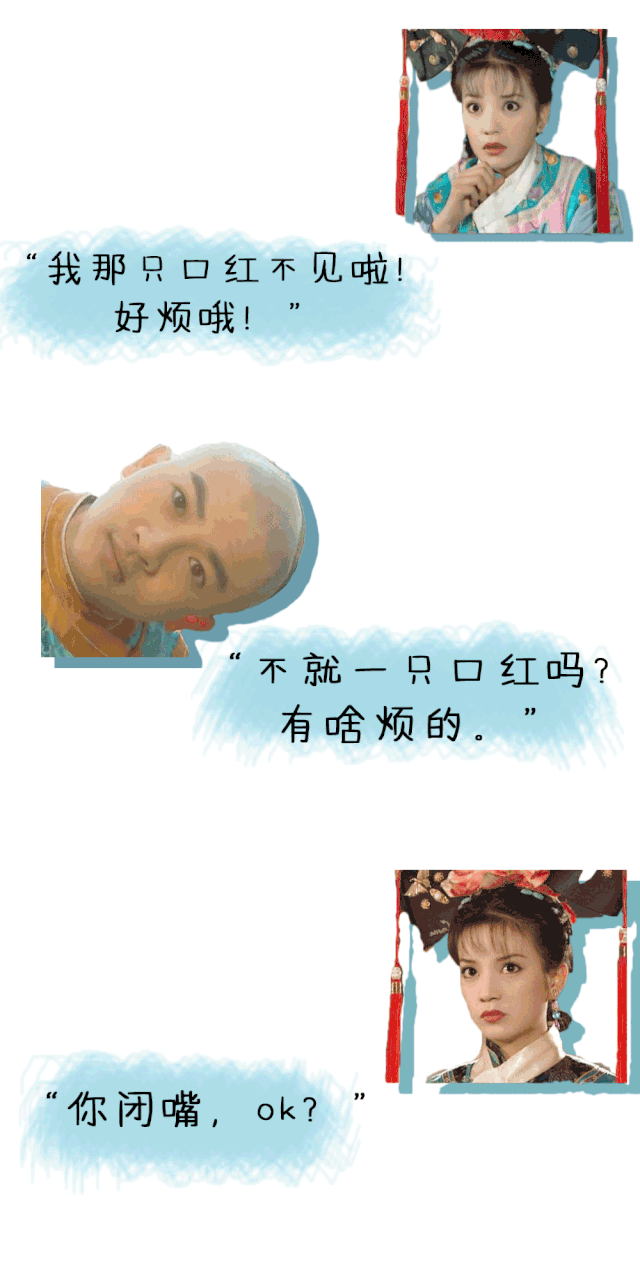 “我那只口红不见啦!
好烦哦! ”
“不就一只口红吗?
有啥烦的。”
“你闭嘴, ok? ”